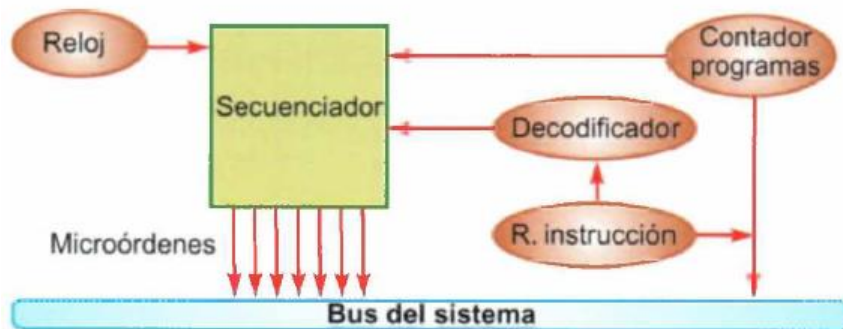 Reloj
Contador
programas
Secuenciador
Decodificador
Microórdenes
R. instrucción
Bus del sistema